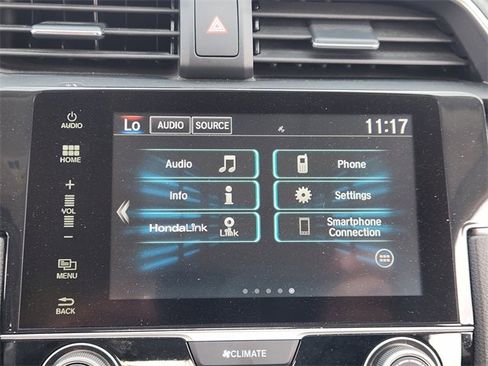 AUDIO
Lo AUDIO SOURCE 11:17
HOME
Audio Phone
+
VOL
−
Info Settings
HondaLink Link Smartphone
Connection
MENU
BACK
CLIMATE